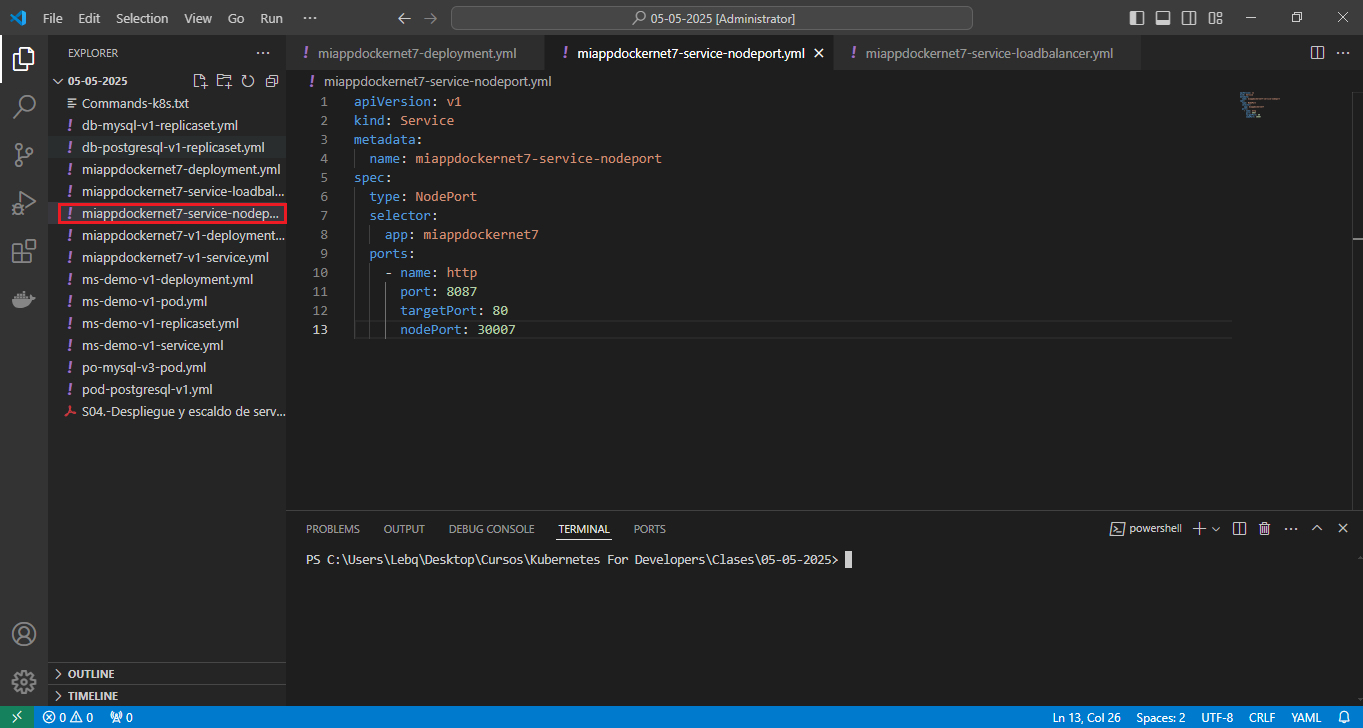 File Edit Selection View Go Run ··· 05-05-2025 [Administrator]
EXPLORER ···
05-05-2025
Commands-k8s.txt
db-mysql-v1-replicaset.yml
db-postgresql-v1-replicaset.yml
miappdockernet7-deployment.yml
miappdockernet7-service-loadbal...
miappdockernet7-service-nodep...
miappdockernet7-v1-deployment...
miappdockernet7-v1-service.yml
ms-demo-v1-deployment.yml
ms-demo-v1-pod.yml
ms-demo-v1-replicaset.yml
ms-demo-v1-service.yml
po-mysql-v3-pod.yml
pod-postgresql-v1.yml
S04.-Despliegue y escaldo de serv...
OUTLINE
TIMELINE
miappdockernet7-deployment.yml miappdockernet7-service-nodeport.yml miappdockernet7-service-loadbalancer.yml
miappdockernet7-service-nodeport.yml
1 apiVersion: v1
2 kind: Service
3 metadata:
4 name: miappdockernet7-service-nodeport
5 spec:
6 type: NodePort
7 selector:
8 app: miappdockernet7
9 ports:
10 - name: http
11 port: 8087
12 targetPort: 80
13 nodePort: 30007
PROBLEMS OUTPUT DEBUG CONSOLE TERMINAL PORTS powershell
PS C:\Users\Lebq\Desktop\Cursos\Kubernetes For Developers\Clases\05-05-2025>
0 0 0 Ln 13, Col 26 Spaces: 2 UTF-8 CRLF YAML